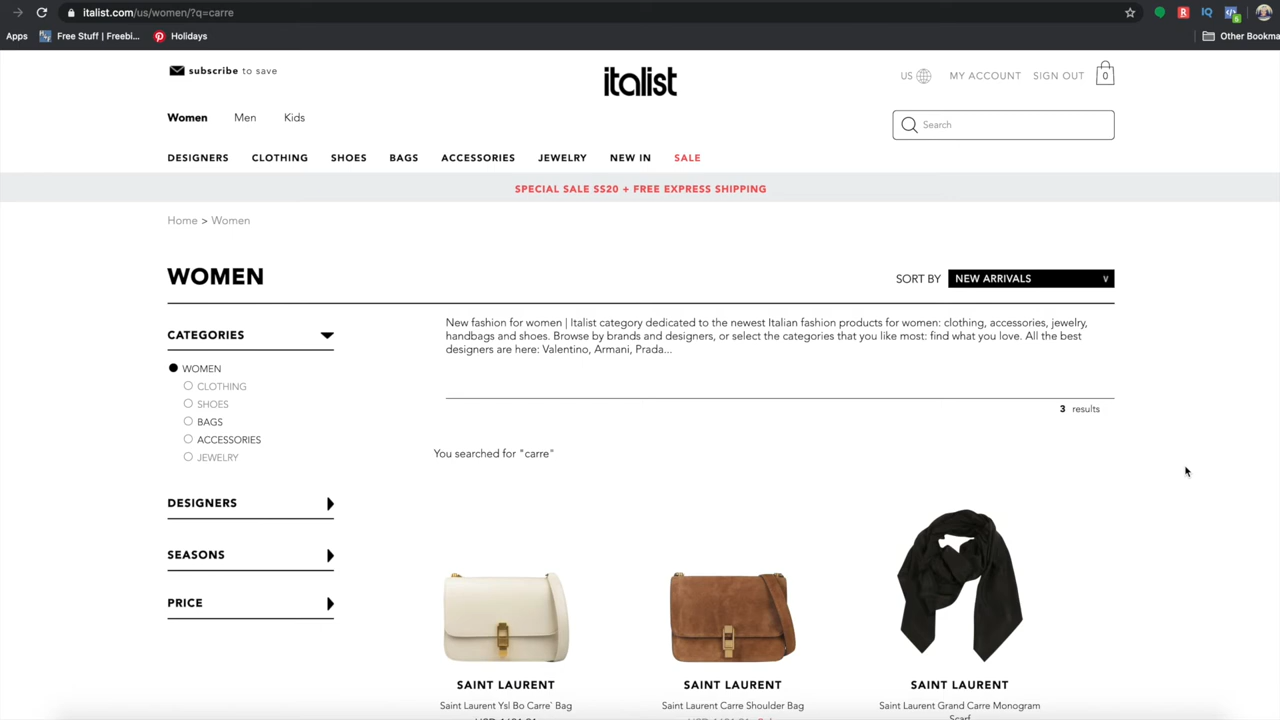 italist.com/us/women/?q=carre
Apps Free Stuff | Freebi... Holidays Other Bookma
subscribe to save
italist
US MY ACCOUNT SIGN OUT 0
Women Men Kids
Search
DESIGNERS CLOTHING SHOES BAGS ACCESSORIES JEWELRY NEW IN SALE
SPECIAL SALE SS20 + FREE EXPRESS SHIPPING
Home > Women
WOMEN
SORT BY NEW ARRIVALS
CATEGORIES
New fashion for women | Italist category dedicated to the newest Italian fashion products for women: clothing, accessories, jewelry,
handbags and shoes. Browse by brands and designers, or select the categories that you like most: find what you love. All the best
designers are here: Valentino, Armani, Prada...
WOMEN
CLOTHING
SHOES
BAGS
ACCESSORIES
JEWELRY
3 results
You searched for "carre"
DESIGNERS
SEASONS
PRICE
SAINT LAURENT SAINT LAURENT SAINT LAURENT
Saint Laurent Ysl Bo Carre` Bag Saint Laurent Carre Shoulder Bag Saint Laurent Grand Carre Monogram
Scarf